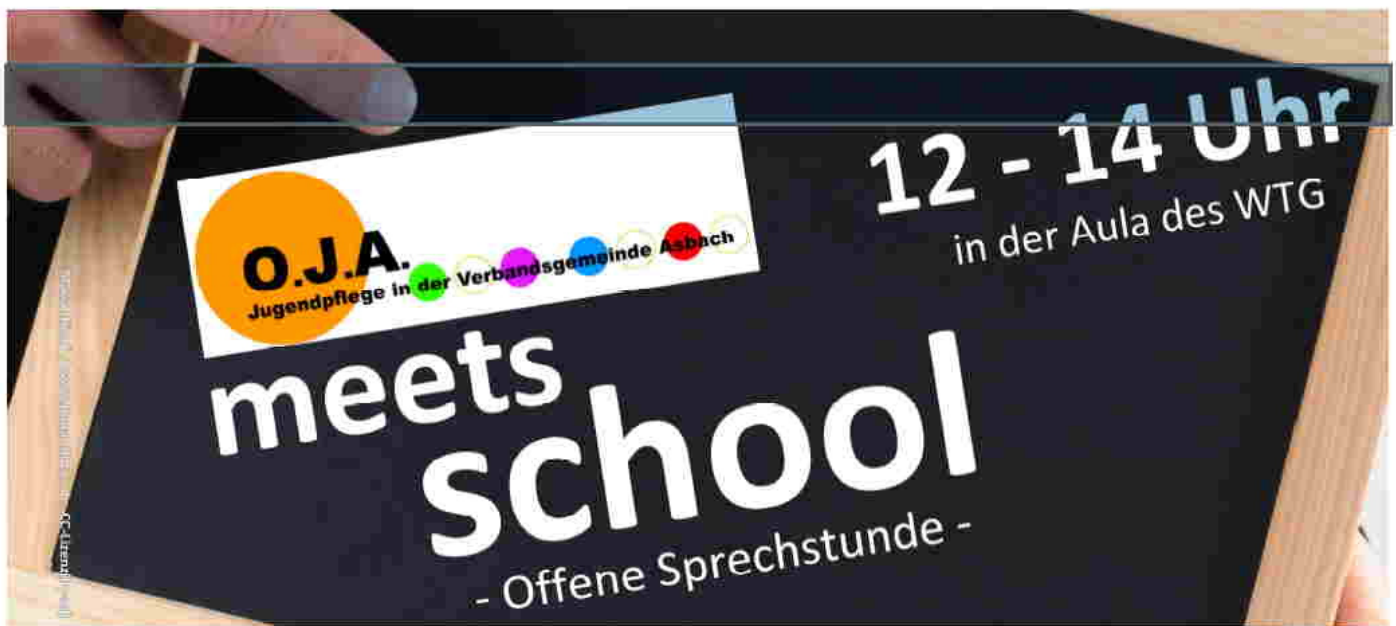 12 - 14 Uhr
in der Aula des WTG
O.J.A.
Jugendpflege in der Verbandsgemeinde Asbach
meets
school
- Offene Sprechstunde -